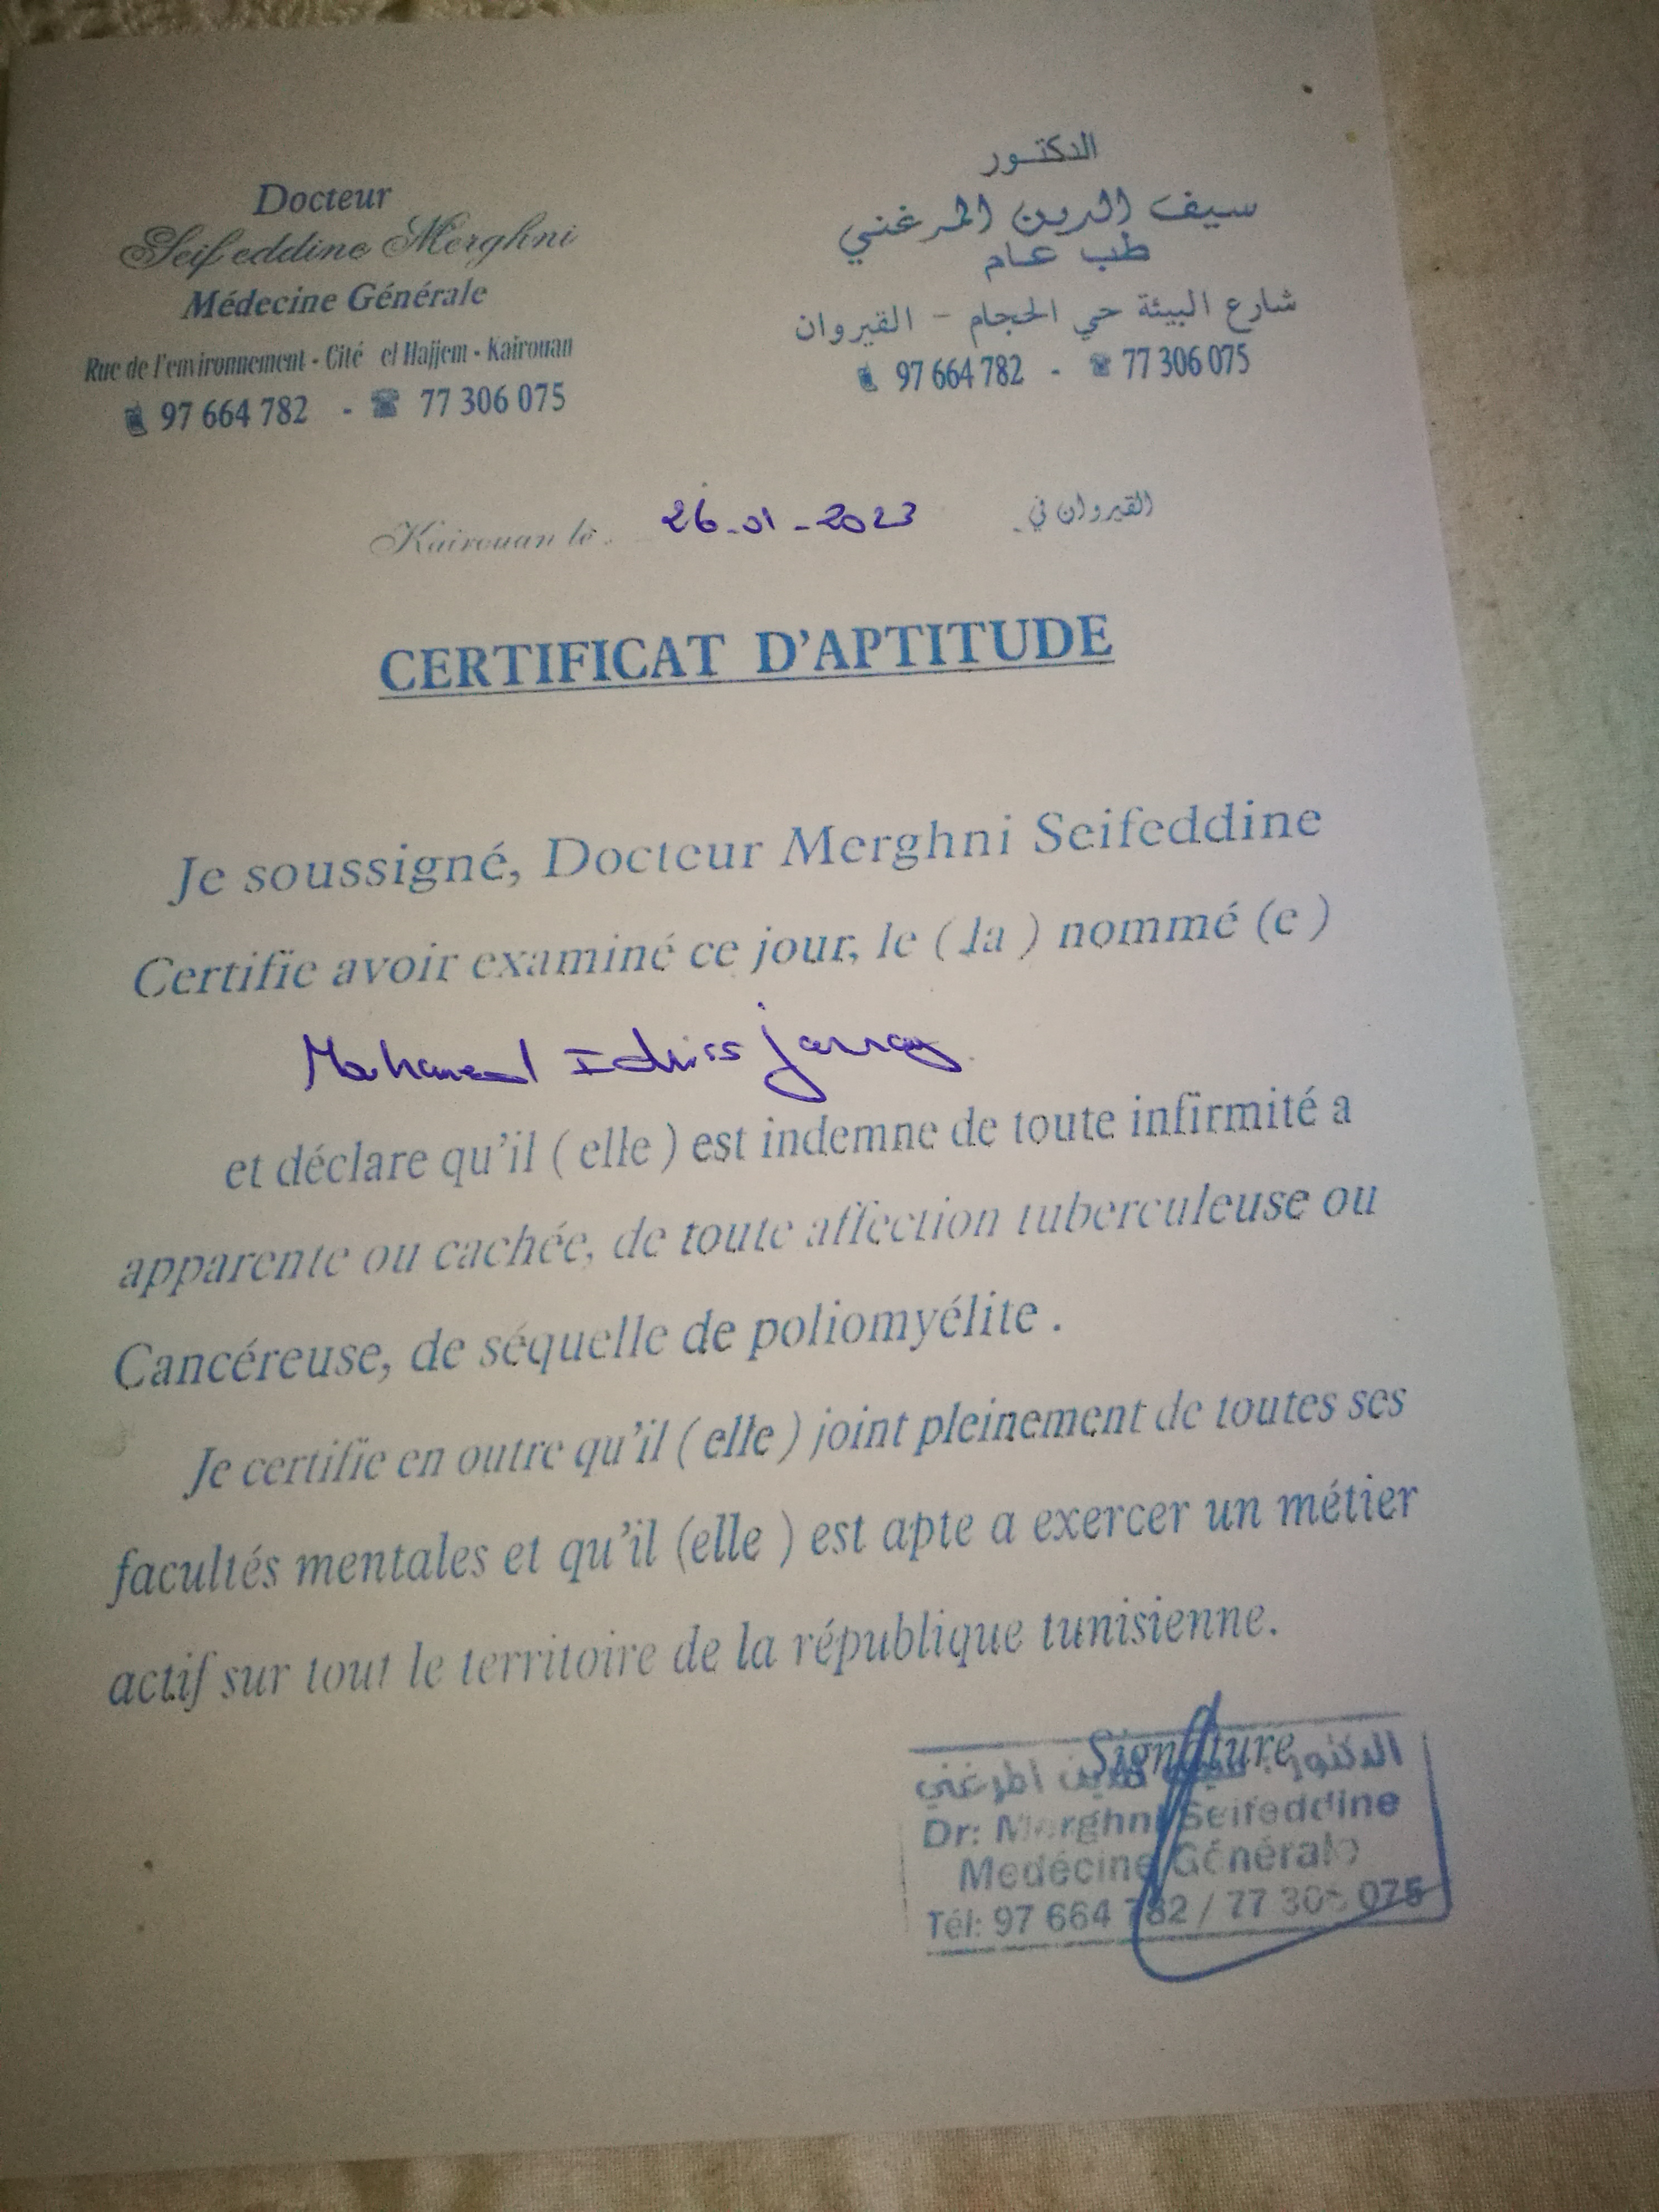 Docteur
Seifeddine Merghni
Médecine Générale
Rue de l'environnement - Cité el Hajjem - Kairouan
97 664 782 - 77 306 075
الدكتور
سيف الدين المرغني
طب عام
شارع البيئة حي الحجام - القيروان
97 664 782 - 77 306 075
Kairouan le 26-01-2023 القيروان في
CERTIFICAT D'APTITUDE
Je soussigné, Docteur Merghni Seifeddine
Certifie avoir examiné ce jour, le ( la ) nommé (e )
Mohamed Idriss jarray
et déclare qu'il ( elle ) est indemne de toute infirmité a
apparente ou cachée, de toute affection tuberculeuse ou
Cancéreuse, de séquelle de poliomyélite .
Je certifie en outre qu'il ( elle ) joint pleinement de toutes ses
facultés mentales et qu'il (elle ) est apte a exercer un métier
actif sur tout le territoire de la république tunisienne.
Signature
الدكتور سيف الدين المرغني
Dr: Merghni Seifeddine
Medécine Générale
Tél: 97 664 782 / 77 306 075